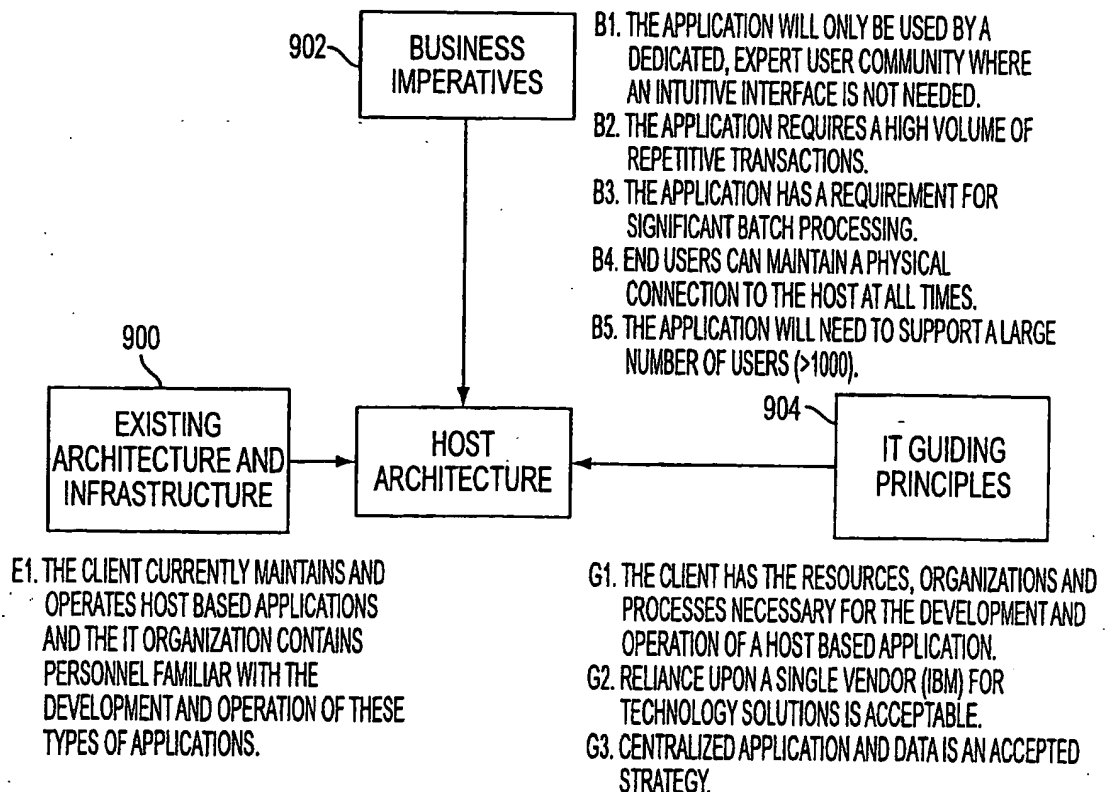 902
BUSINESS
IMPERATIVES
B1. THE APPLICATION WILL ONLY BE USED BY A
DEDICATED, EXPERT USER COMMUNITY WHERE
AN INTUITIVE INTERFACE IS NOT NEEDED.
B2. THE APPLICATION REQUIRES A HIGH VOLUME OF
REPETITIVE TRANSACTIONS.
B3. THE APPLICATION HAS A REQUIREMENT FOR
SIGNIFICANT BATCH PROCESSING.
B4. END USERS CAN MAINTAIN A PHYSICAL
CONNECTION TO THE HOST AT ALL TIMES.
B5. THE APPLICATION WILL NEED TO SUPPORT A LARGE
NUMBER OF USERS (>1000).
900
EXISTING
ARCHITECTURE AND
INFRASTRUCTURE
HOST
ARCHITECTURE
904
IT GUIDING
PRINCIPLES
E1. THE CLIENT CURRENTLY MAINTAINS AND
OPERATES HOST BASED APPLICATIONS
AND THE IT ORGANIZATION CONTAINS
PERSONNEL FAMILIAR WITH THE
DEVELOPMENT AND OPERATION OF THESE
TYPES OF APPLICATIONS.
G1. THE CLIENT HAS THE RESOURCES, ORGANIZATIONS AND
PROCESSES NECESSARY FOR THE DEVELOPMENT AND
OPERATION OF A HOST BASED APPLICATION.
G2. RELIANCE UPON A SINGLE VENDOR (IBM) FOR
TECHNOLOGY SOLUTIONS IS ACCEPTABLE.
G3. CENTRALIZED APPLICATION AND DATA IS AN ACCEPTED
STRATEGY.